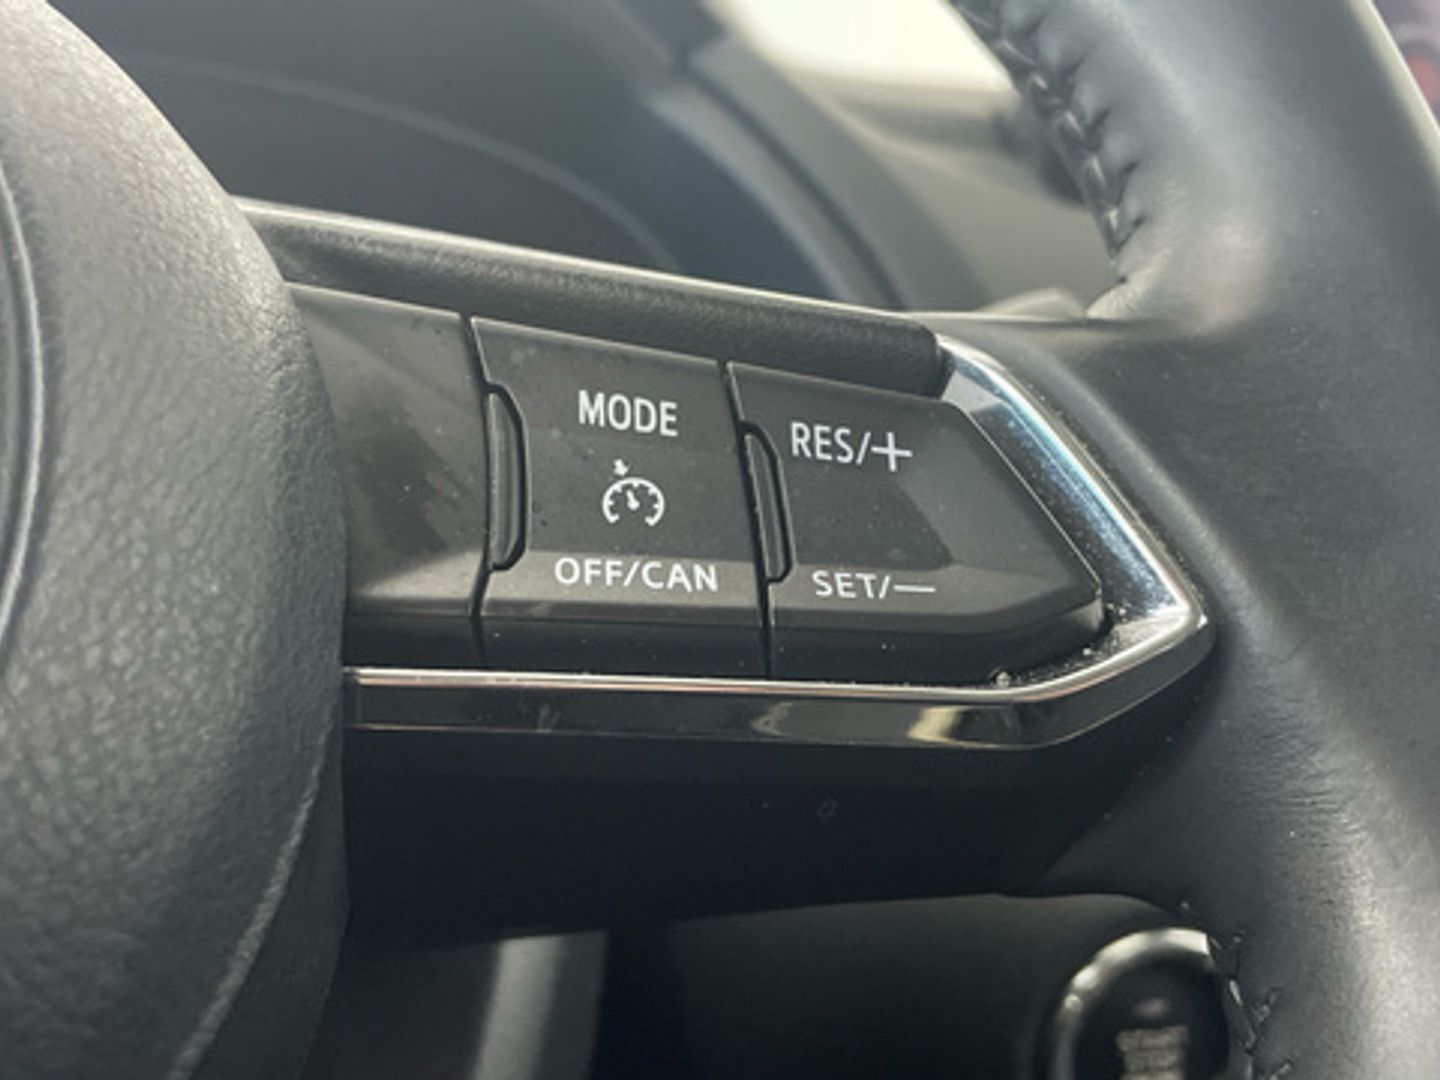 MODE
RES/+
OFF/CAN
SET/—